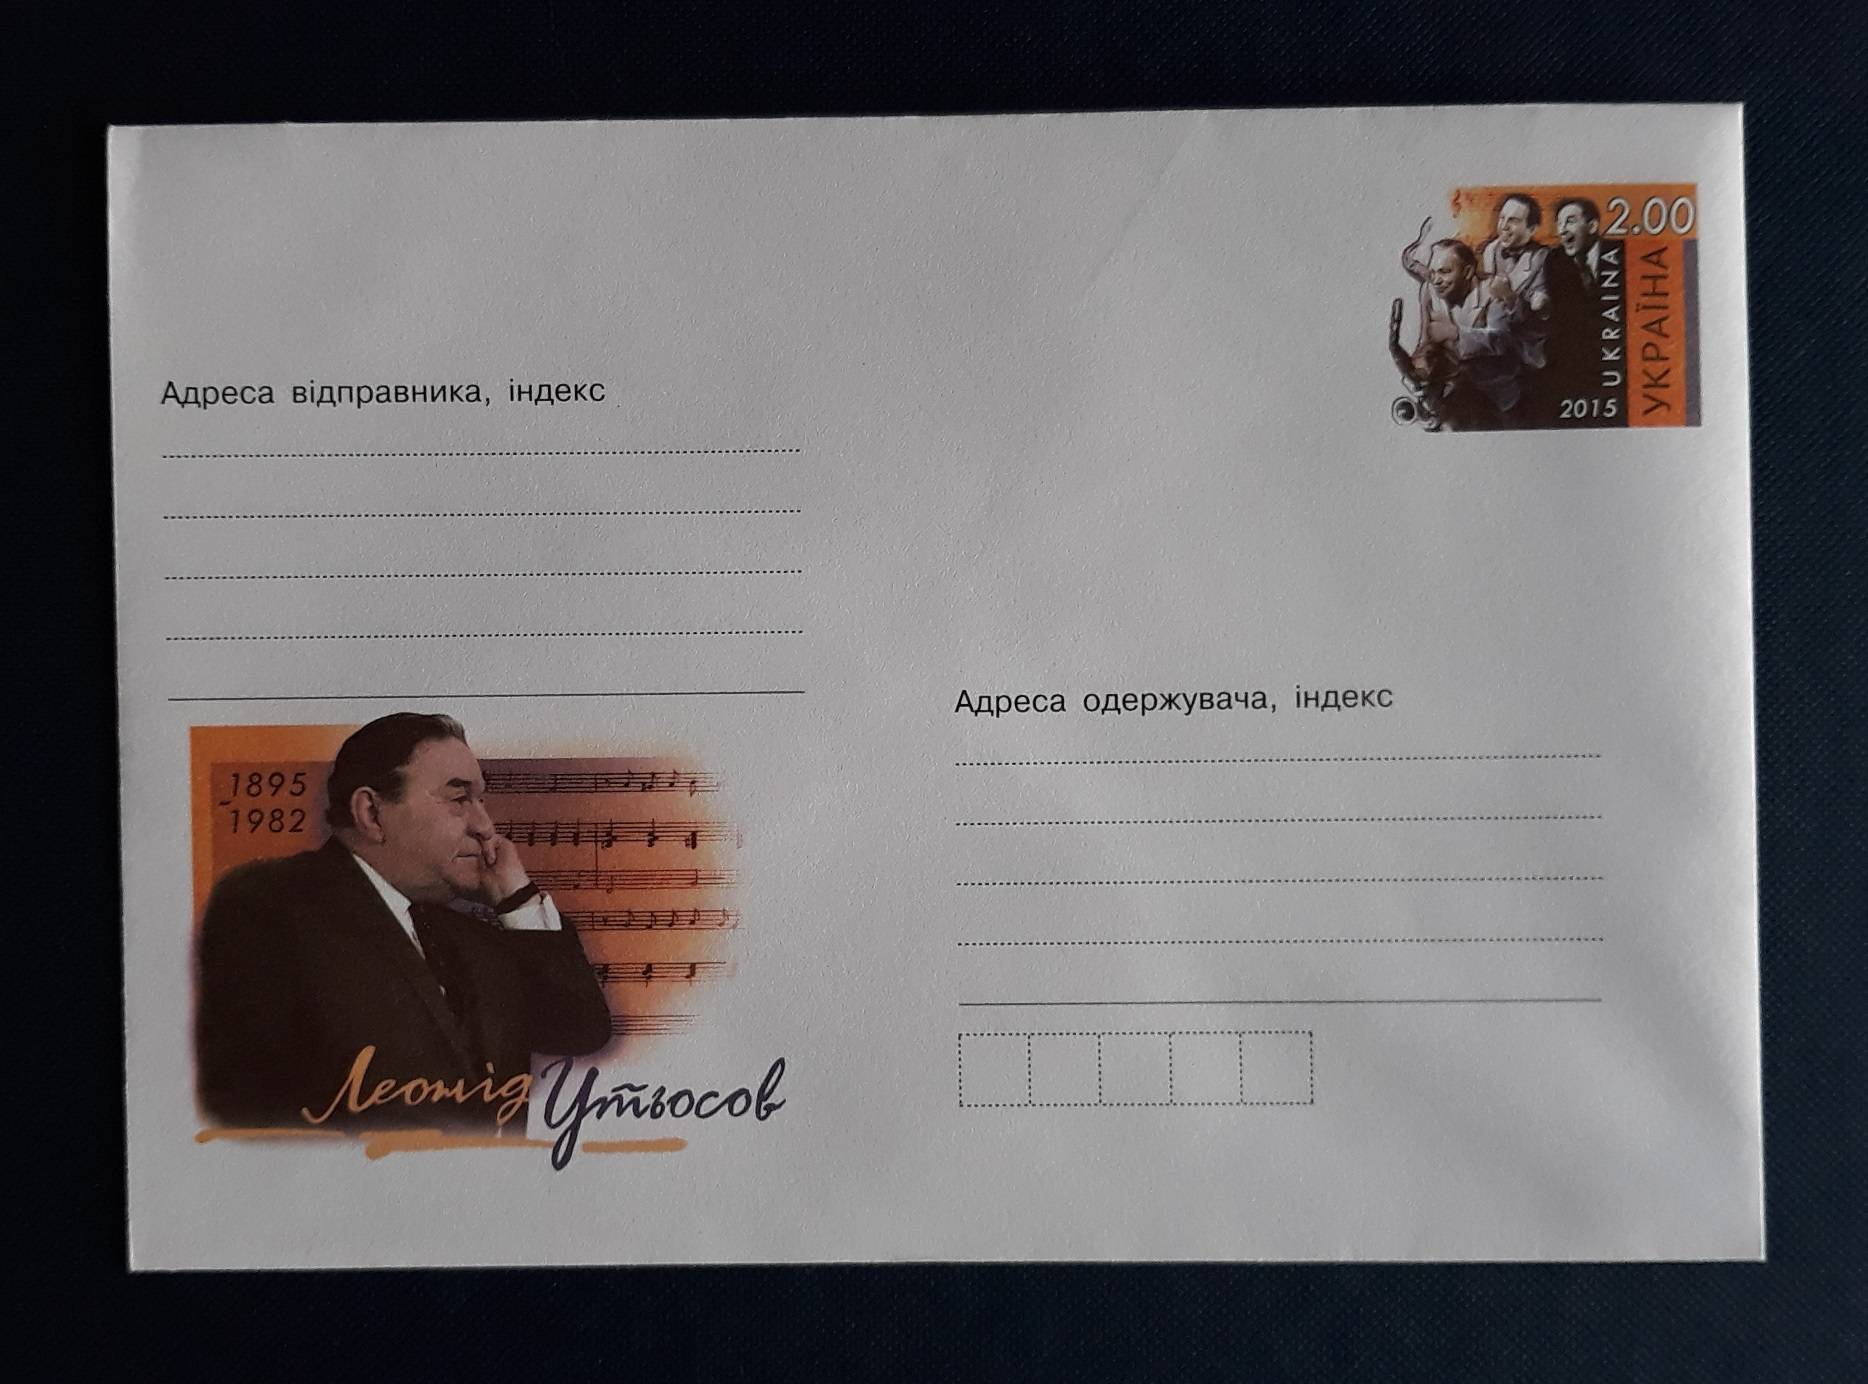 2.00
UKRAINA
УКРАЇНА
2015
Адреса відправника, індекс
Адреса одержувача, індекс
1895
-1982
Леонід Утьосов